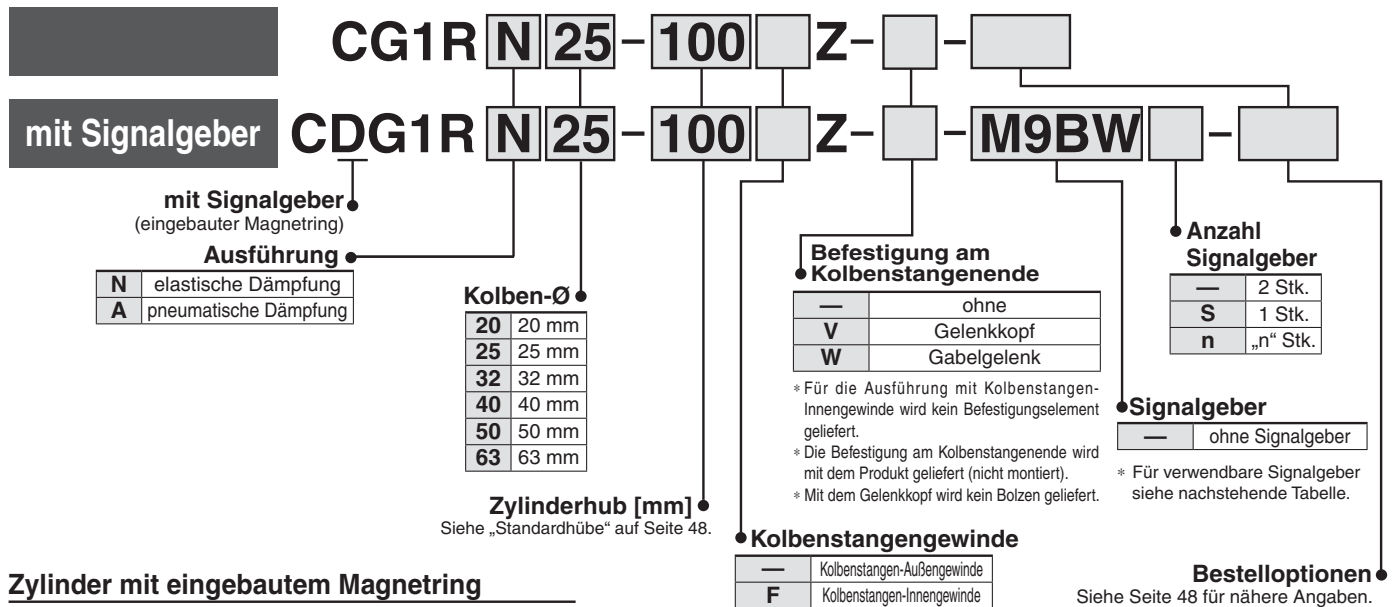 CG1R N 25–100 Z– –
mit Signalgeber CDG1R N 25–100 Z– – M9BW –
mit Signalgeber
(eingebauter Magnetring)
Ausführung
N elastische Dämpfung
A pneumatische Dämpfung
Kolben-Ø
20 20 mm
25 25 mm
32 32 mm
40 40 mm
50 50 mm
63 63 mm
Zylinderhub [mm]
Siehe „Standardhübe“ auf Seite 48.
Befestigung am
Kolbenstangenende
— ohne
V Gelenkkopf
W Gabelgelenk
* Für die Ausführung mit Kolbenstangen-
Innengewinde wird kein Befestigungselement
geliefert.
* Die Befestigung am Kolbenstangenende wird
mit dem Produkt geliefert (nicht montiert).
* Mit dem Gelenkkopf wird kein Bolzen geliefert.
Anzahl
Signalgeber
— 2 Stk.
S 1 Stk.
n „n“ Stk.
Signalgeber
— ohne Signalgeber
* Für verwendbare Signalgeber
siehe nachstehende Tabelle.
Kolbenstangengewinde
— Kolbenstangen-Außengewinde
F Kolbenstangen-Innengewinde
Bestelloptionen
Siehe Seite 48 für nähere Angaben.
Zylinder mit eingebautem Magnetring